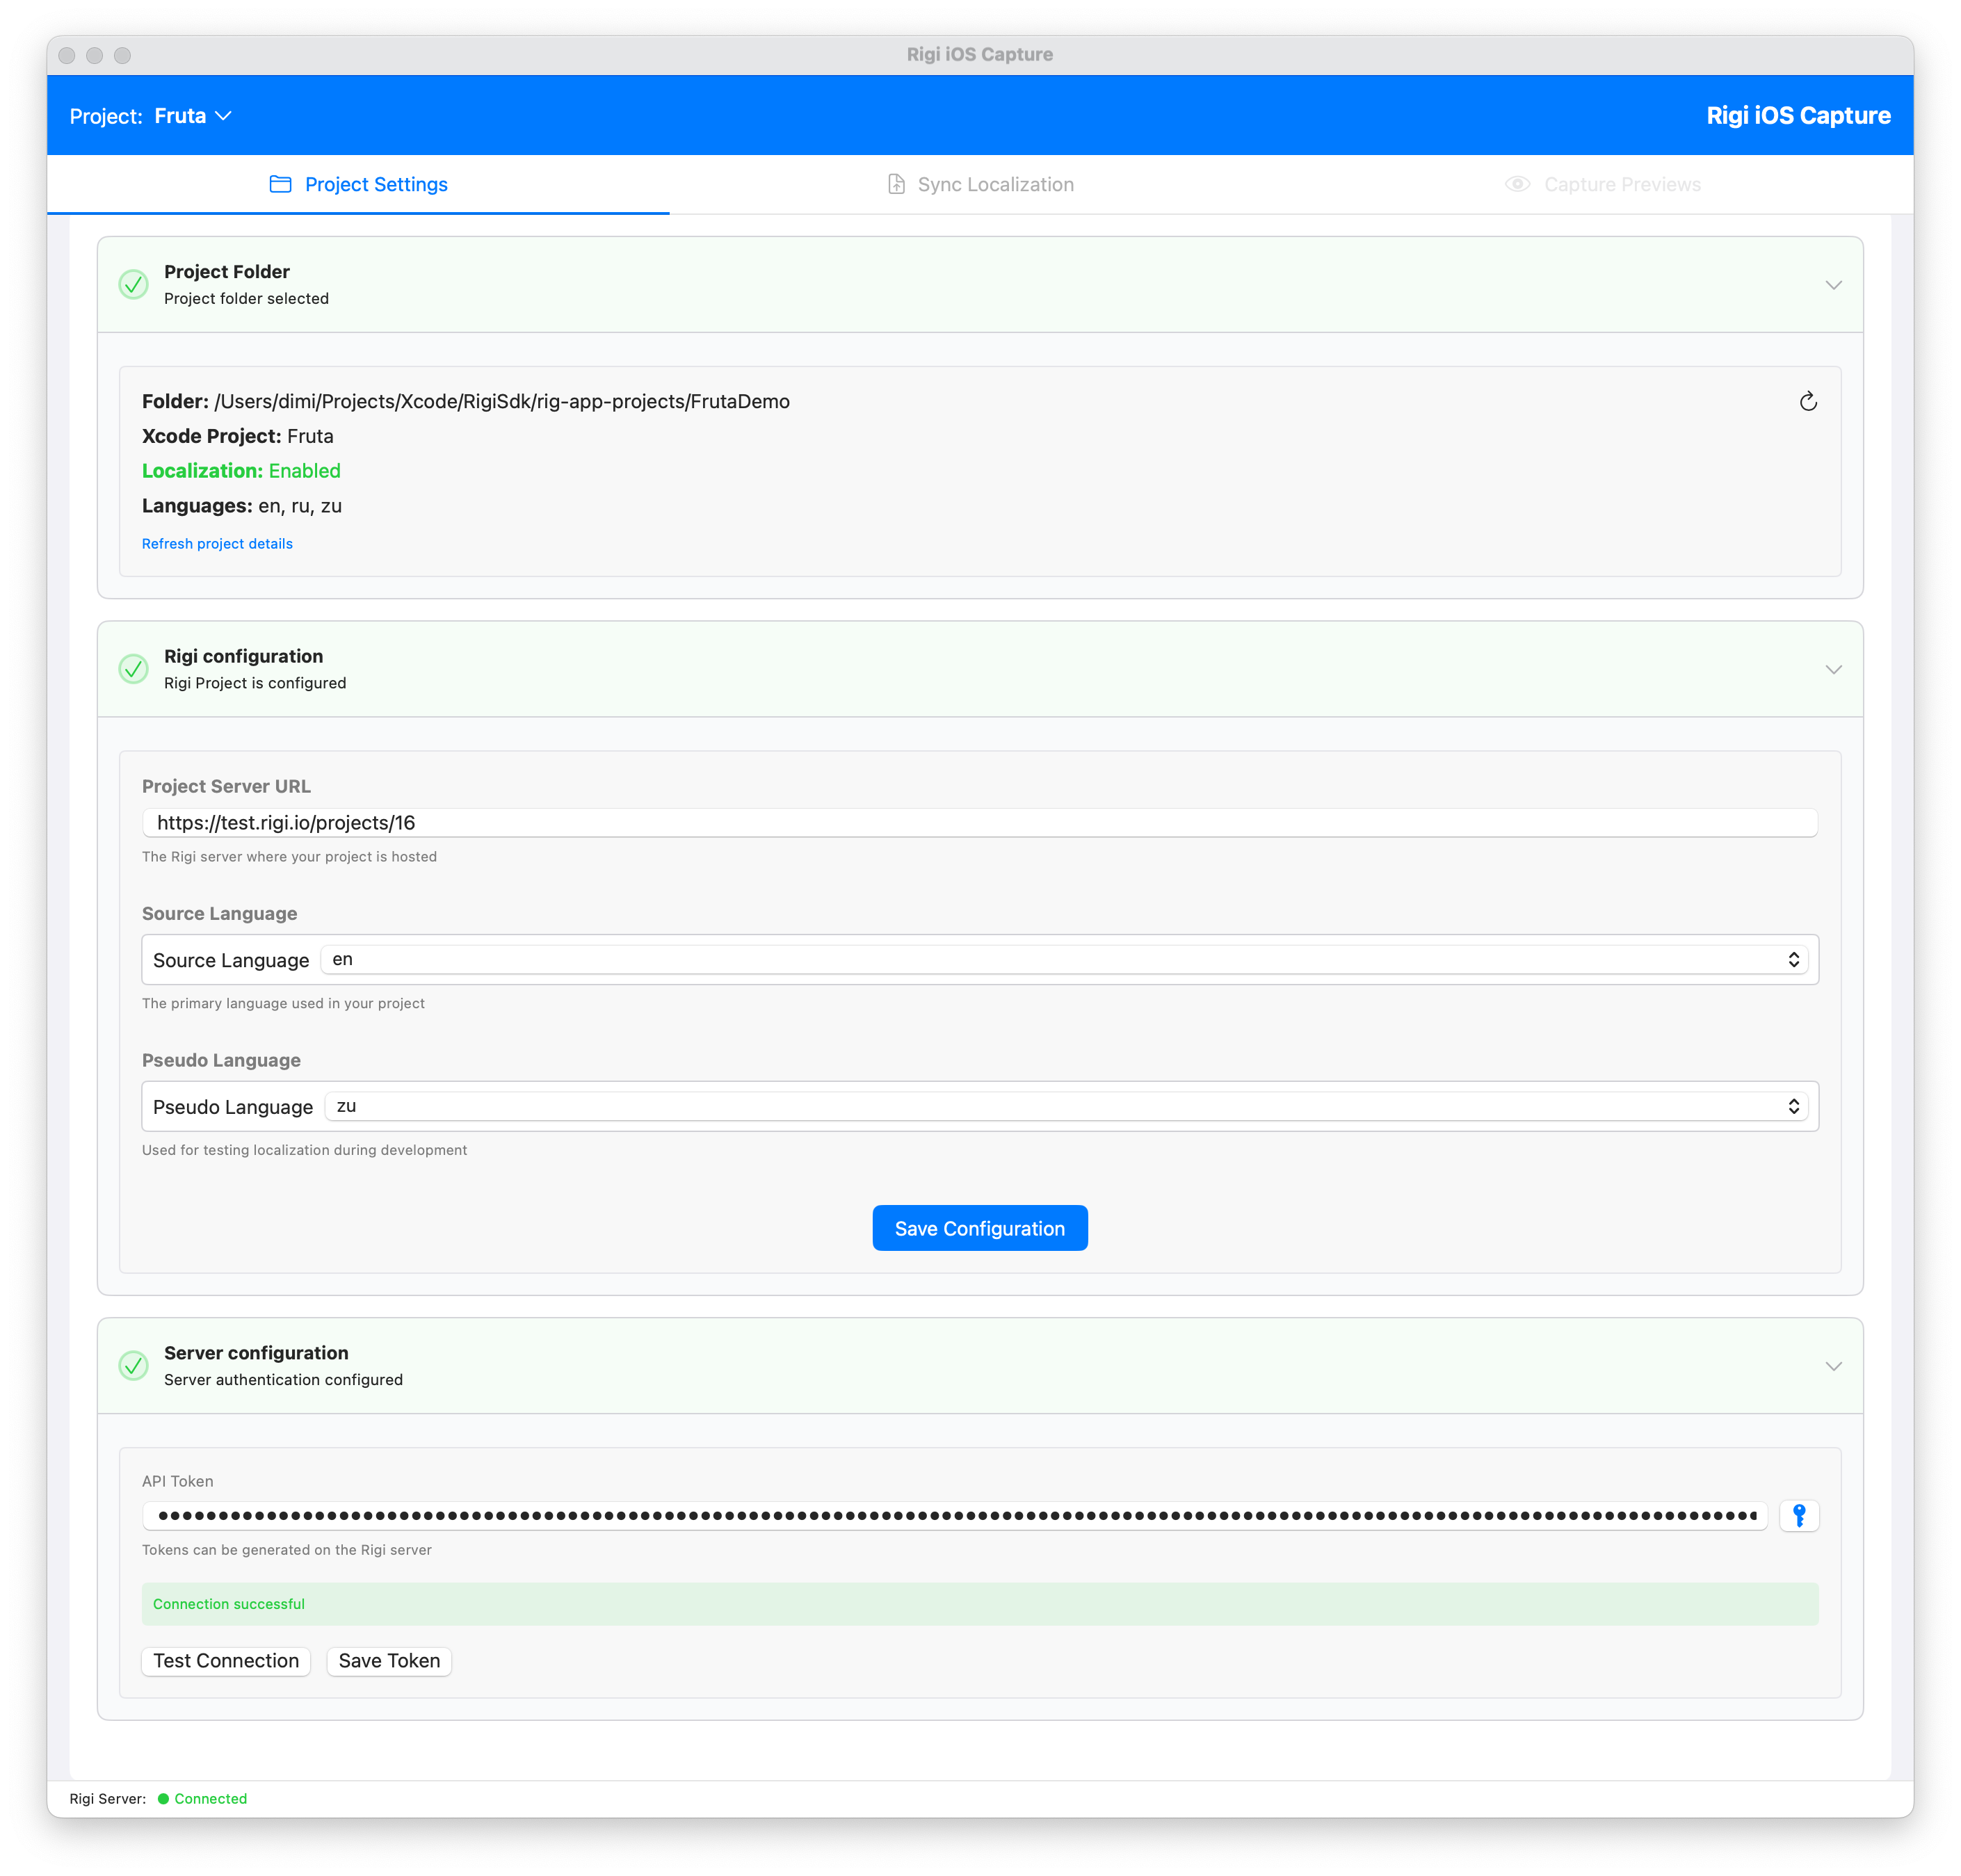 Rigi iOS Capture
Project: Fruta
Rigi iOS Capture
Project Settings
Sync Localization
Capture Previews
Project Folder
Project folder selected
Folder: /Users/dimi/Projects/Xcode/RigiSdk/rig-app-projects/FrutaDemo
Xcode Project: Fruta
Localization: Enabled
Languages: en, ru, zu
Refresh project details
Rigi configuration
Rigi Project is configured
Project Server URL
https://test.rigi.io/projects/16
The Rigi server where your project is hosted
Source Language
Source Language en
The primary language used in your project
Pseudo Language
Pseudo Language zu
Used for testing localization during development
Save Configuration
Server configuration
Server authentication configured
API Token
Tokens can be generated on the Rigi server
Connection successful
Test Connection
Save Token
Rigi Server: Connected